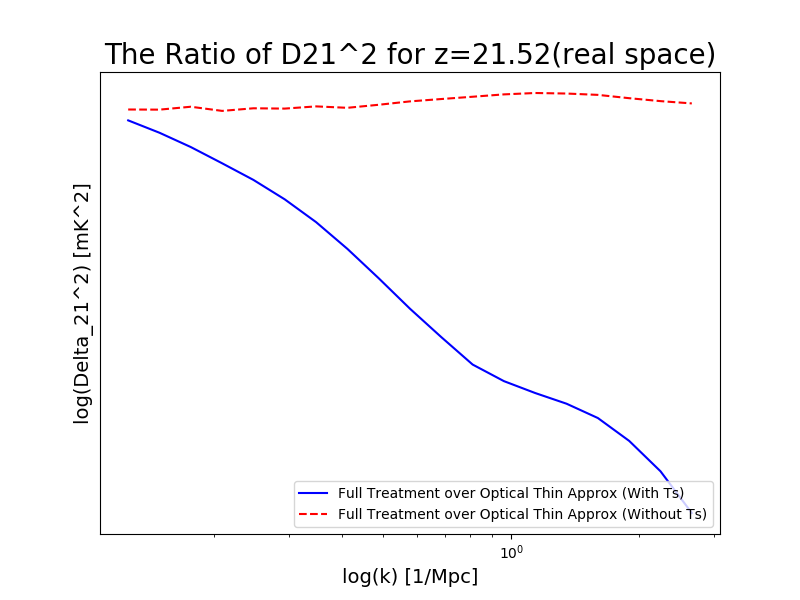 The Ratio of D21^2 for z=21.52(real space)
log(Delta_21^2) [mK^2]
Full Treatment over Optical Thin Approx (With Ts)
Full Treatment over Optical Thin Approx (Without Ts)
10^0
log(k) [1/Mpc]